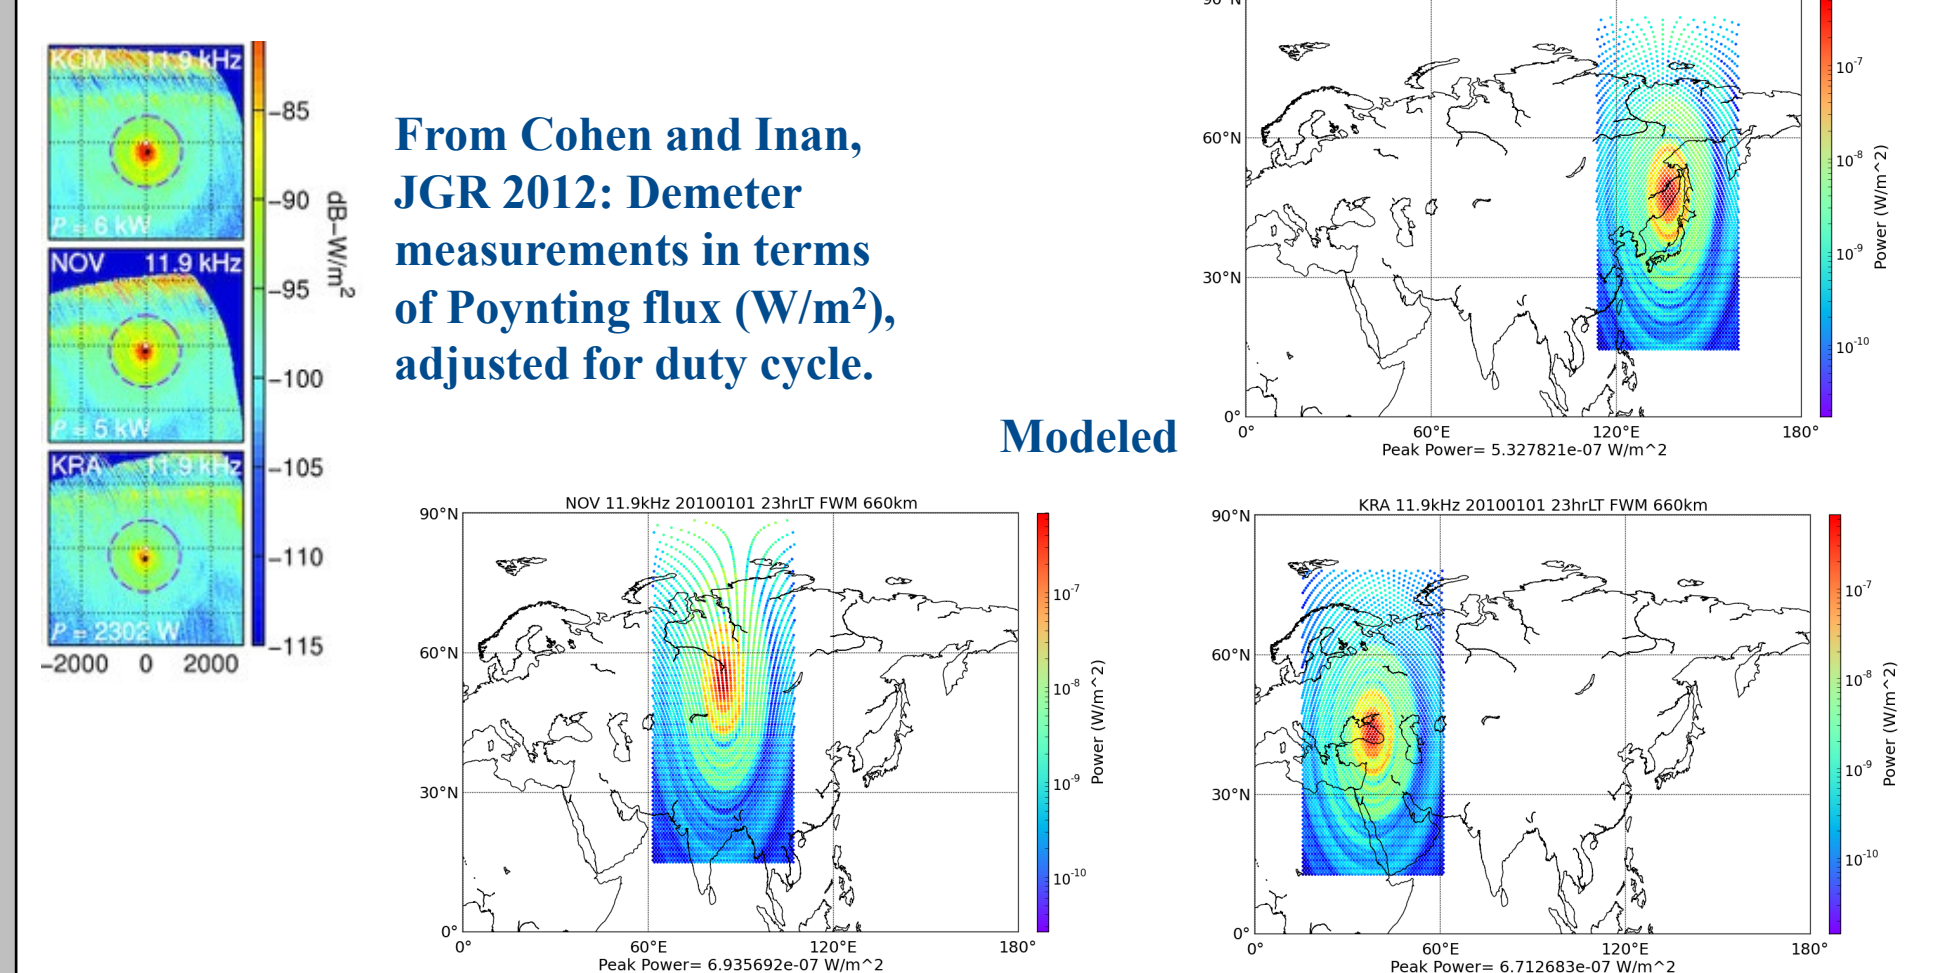 KOM 11.9 kHz
P = 6 kW
NOV 11.9 kHz
P = 5 kW
KRA 11.9 kHz
P = 2302 W
−2000 0 2000
−85
−90
−95
−100
−105
−110
−115
dB−W/m2
From Cohen and Inan,
JGR 2012: Demeter
measurements in terms
of Poynting flux (W/m²),
adjusted for duty cycle.
Modeled
90°N
60°N
30°N
0°
0° 60°E 120°E 180°
Peak Power= 5.327821e-07 W/m^2
10-7
10-8
10-9
10-10
Power (W/m^2)
NOV 11.9kHz 20100101 23hrLT FWM 660km
90°N
60°N
30°N
0°
0° 60°E 120°E 180°
Peak Power= 6.935692e-07 W/m^2
10-7
10-8
10-9
10-10
Power (W/m^2)
KRA 11.9kHz 20100101 23hrLT FWM 660km
90°N
60°N
30°N
0°
0° 60°E 120°E 180°
Peak Power= 6.712683e-07 W/m^2
10-7
10-8
10-9
10-10
Power (W/m^2)